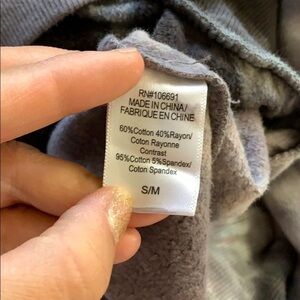 RN#106691
MADE IN CHINA/
FABRIQUE EN CHINE
60%Cotton 40%Rayon/
Coton Rayonne
Contrast
95%Cotton 5%Spandex/
Coton Spandex
S/M